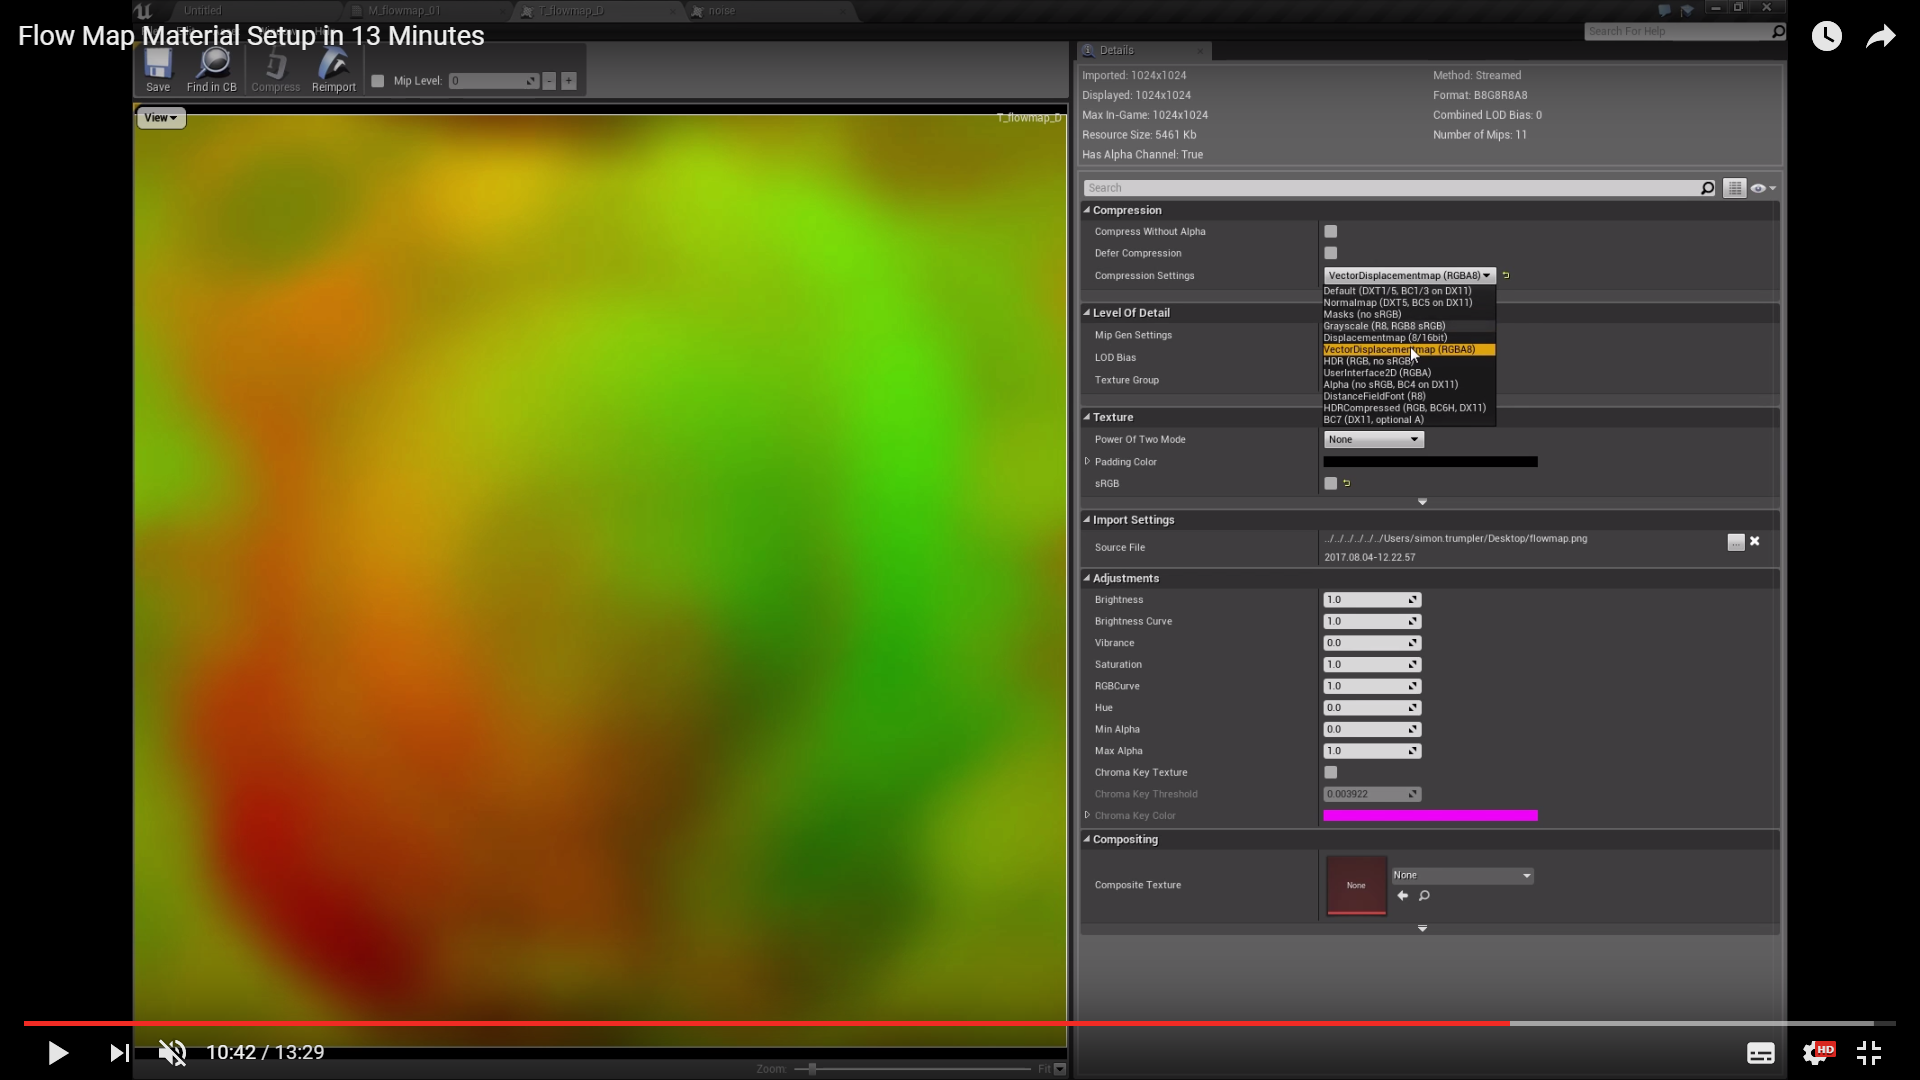 Untitled
M_flowmap_01
T_flowmap_D
noise
Flow Map Material Setup in 13 Minutes
Search For Help
Save
Find in CB
Compress
Reimport
Mip Level:
0
-
+
View
T_flowmap_D
Zoom:
Fit
Details
Imported: 1024x1024
Method: Streamed
Displayed: 1024x1024
Format: B8G8R8A8
Max In-Game: 1024x1024
Combined LOD Bias: 0
Resource Size: 5461 Kb
Number of Mips: 11
Has Alpha Channel: True
Search
Compression
Compress Without Alpha
Defer Compression
Compression Settings
VectorDisplacementmap (RGBA8)
Default (DXT1/5, BC1/3 on DX11)
Normalmap (DXT5, BC5 on DX11)
Masks (no sRGB)
Grayscale (R8, RGB8 sRGB)
Displacementmap (8/16bit)
VectorDisplacementmap (RGBA8)
HDR (RGB, no sRGB)
UserInterface2D (RGBA)
Alpha (no sRGB, BC4 on DX11)
DistanceFieldFont (R8)
HDRCompressed (RGB, BC6H, DX11)
BC7 (DX11, optional A)
Level Of Detail
Mip Gen Settings
LOD Bias
Texture Group
Texture
Power Of Two Mode
None
Padding Color
sRGB
Import Settings
Source File
../../../../../../Users/simon.trumpler/Desktop/flowmap.png
...
2017.08.04-12.22.57
Adjustments
Brightness
1.0
Brightness Curve
1.0
Vibrance
0.0
Saturation
1.0
RGBCurve
1.0
Hue
0.0
Min Alpha
0.0
Max Alpha
1.0
Chroma Key Texture
Chroma Key Threshold
0.003922
Chroma Key Color
Compositing
Composite Texture
None
None
10:42 / 13:29
HD